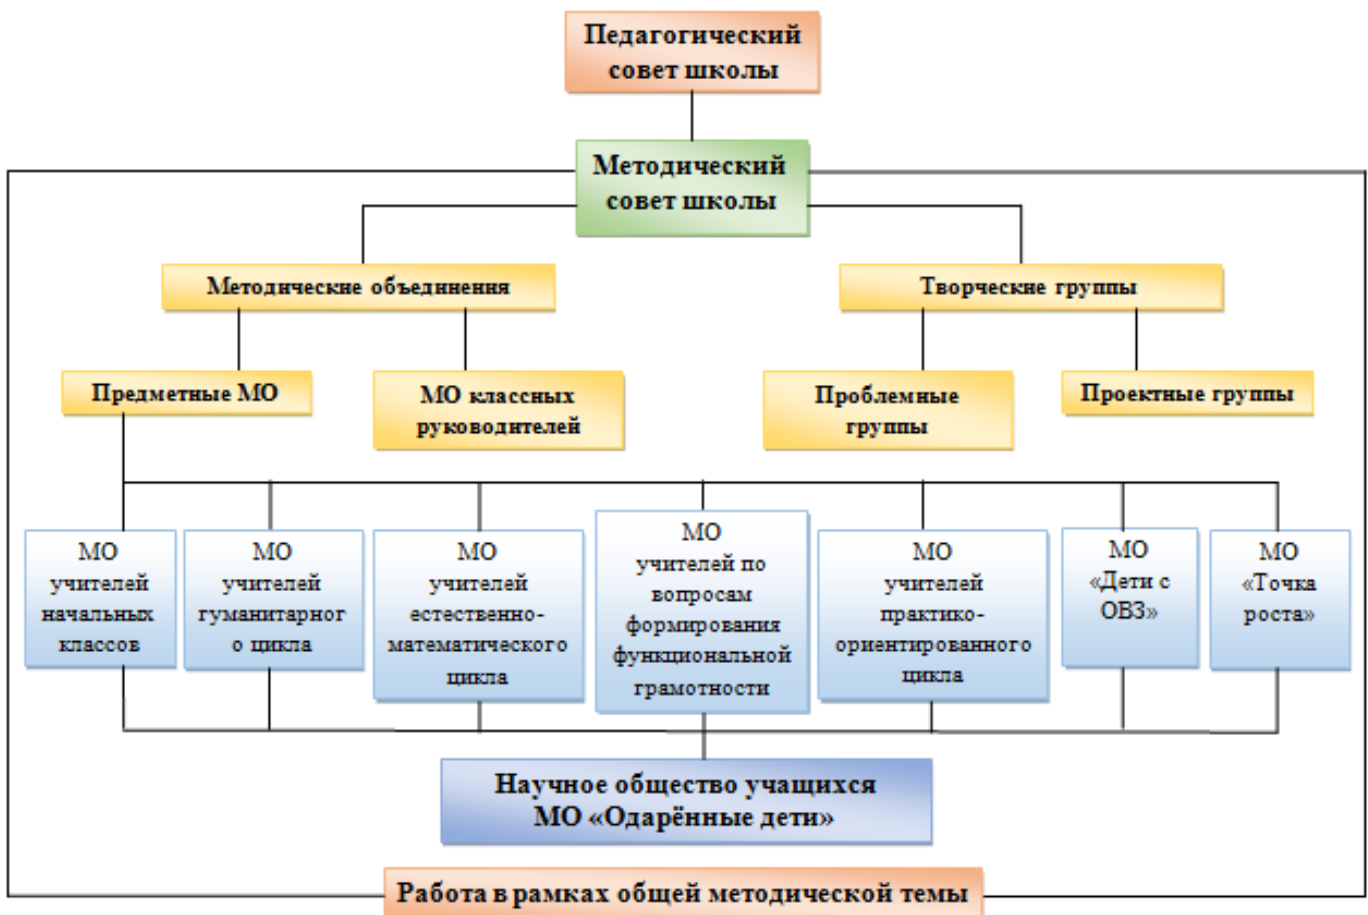 Педагогический
совет школы
Методический
совет школы
Методические объединения
Творческие группы
Предметные МО
МО классных
руководителей
Проблемные
группы
Проектные группы
МО
учителей
начальных
классов
МО
учителей
гуманитарног
о цикла
МО
учителей
естественно-
математического
цикла
МО
учителей по
вопросам
формирования
функциональной
грамотности
МО
учителей
практико-
ориентированного
цикла
МО
«Дети с
ОВЗ»
МО
«Точка
роста»
Научное общество учащихся
МО «Одарённые дети»
Работа в рамках общей методической темы